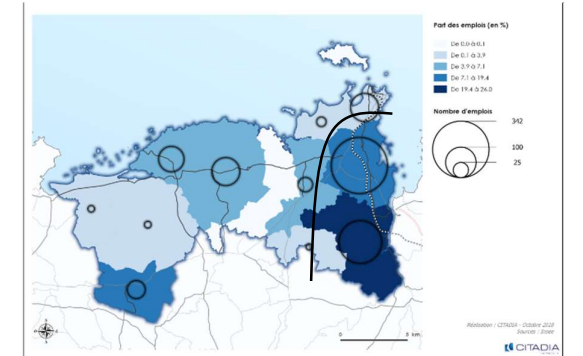 Part des emplois (en %)
De 0,0 à 0,1
De 0,1 à 3,9
De 3,9 à 7,1
De 7,1 à 19,4
De 19,4 à 26,0
Nombre d'emplois
342
100
25
0 5 km
Réalisation : CITADIA - Octobre 2018
Sources : Insee
CITADIA